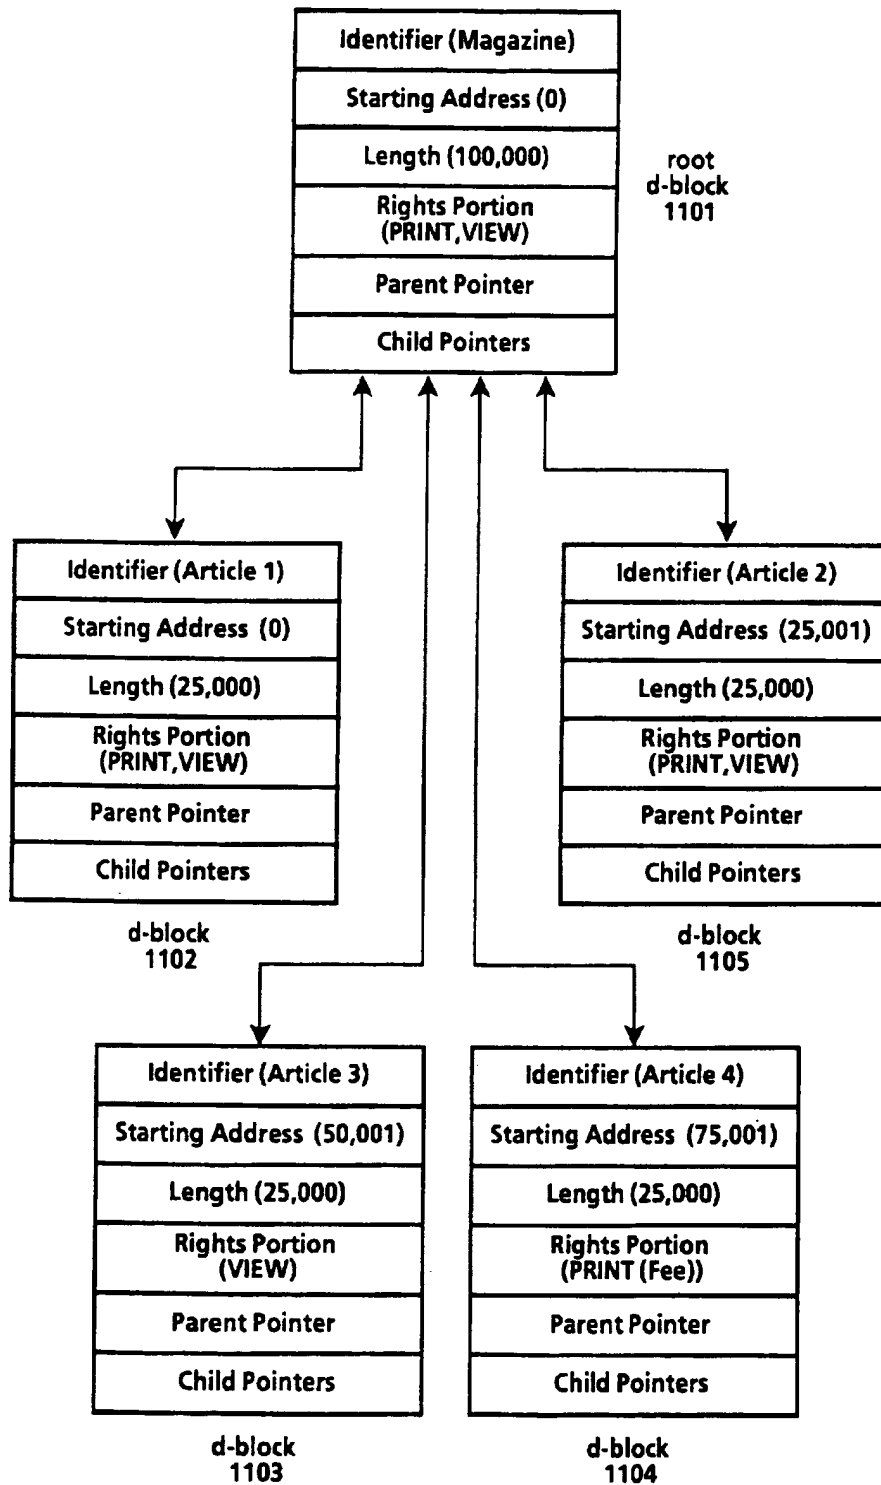 Identifier (Magazine)
Starting Address (0)
Length (100,000)
Rights Portion
(PRINT,VIEW)
Parent Pointer
Child Pointers
root
d-block
1101
Identifier (Article 1)
Starting Address (0)
Length (25,000)
Rights Portion
(PRINT,VIEW)
Parent Pointer
Child Pointers
d-block
1102
Identifier (Article 2)
Starting Address (25,001)
Length (25,000)
Rights Portion
(PRINT,VIEW)
Parent Pointer
Child Pointers
d-block
1105
Identifier (Article 3)
Starting Address (50,001)
Length (25,000)
Rights Portion
(VIEW)
Parent Pointer
Child Pointers
d-block
1103
Identifier (Article 4)
Starting Address (75,001)
Length (25,000)
Rights Portion
(PRINT (Fee))
Parent Pointer
Child Pointers
d-block
1104